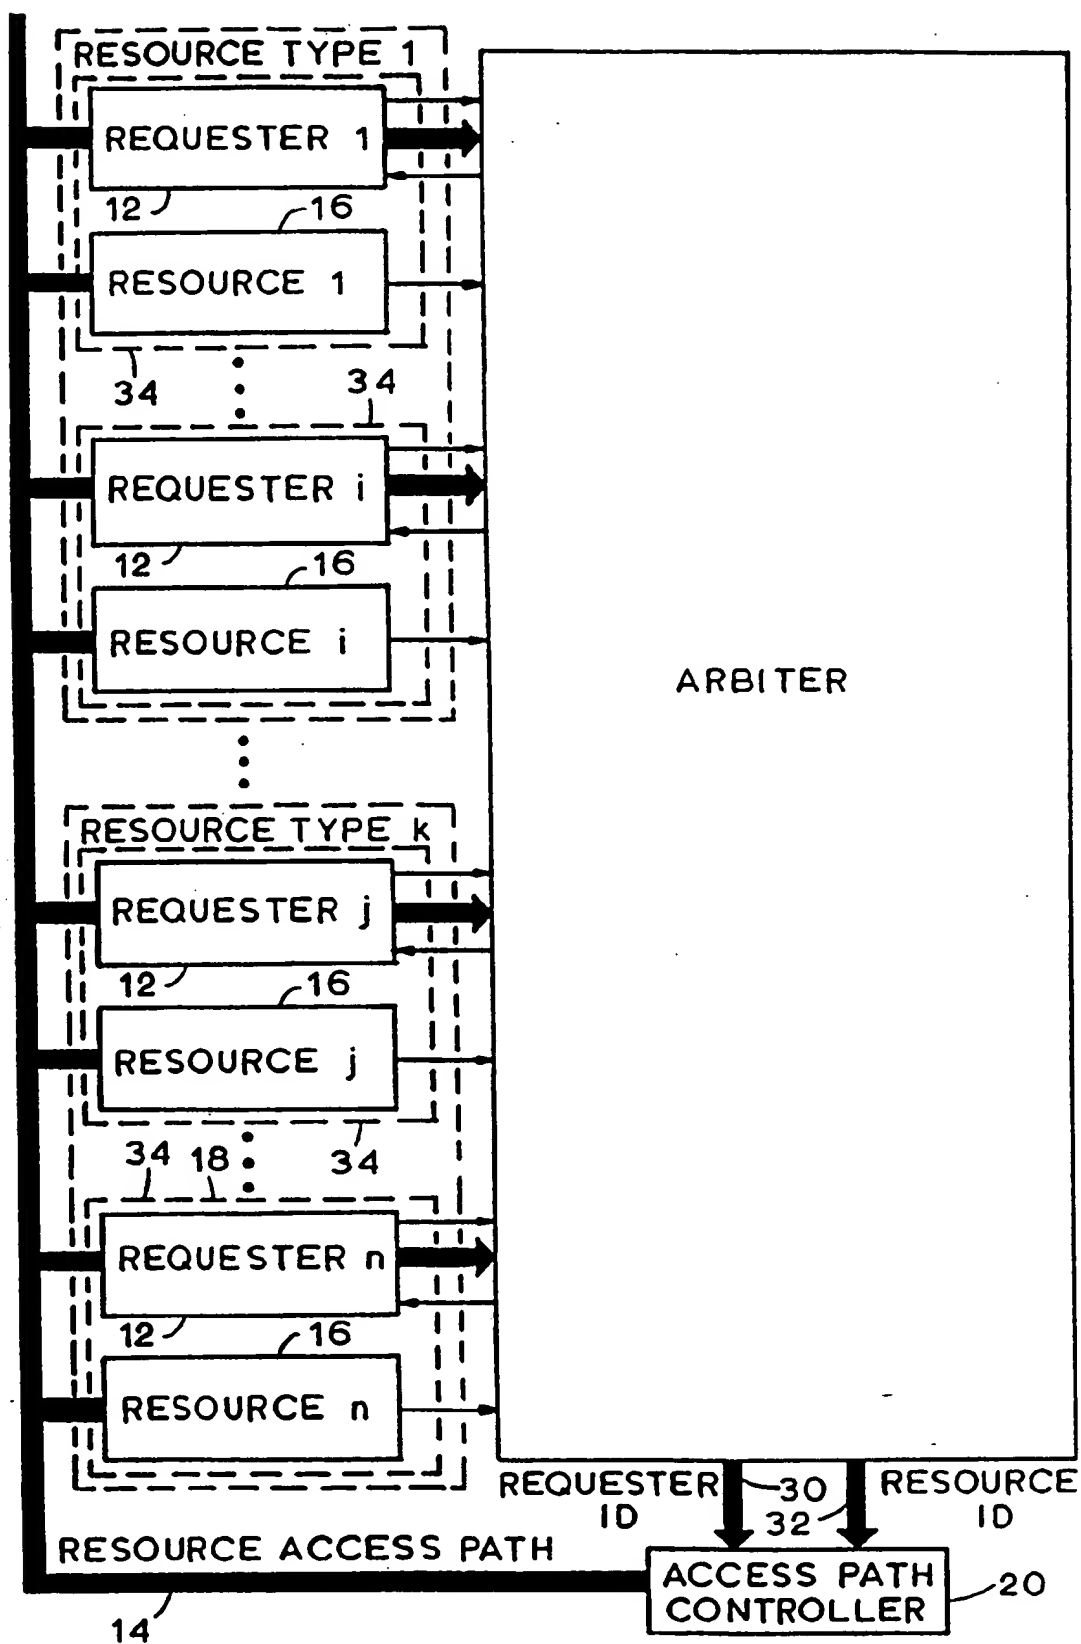 RESOURCE TYPE 1
REQUESTER 1
12
16
RESOURCE 1
34
34
REQUESTER i
12
16
RESOURCE i
ARBITER
RESOURCE TYPE k
REQUESTER j
12
16
RESOURCE j
34
18
34
REQUESTER n
12
16
RESOURCE n
REQUESTER ID
30
32
RESOURCE ID
RESOURCE ACCESS PATH
ACCESS PATH
CONTROLLER
20
14